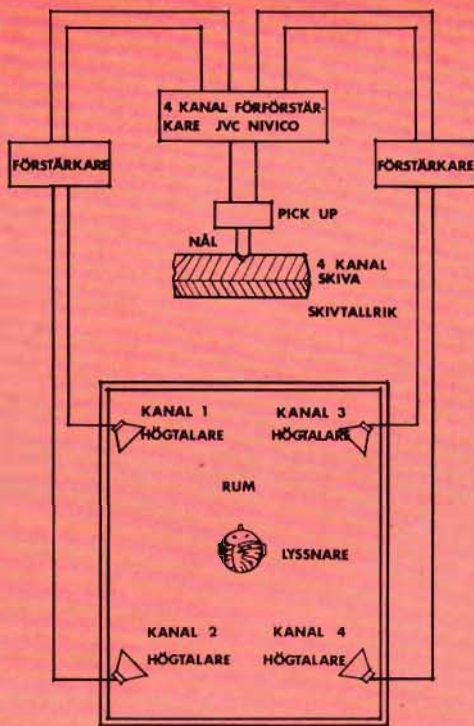 4 KANAL FÖRFÖRSTÄR-
KARE JVC NIVICO
FÖRSTÄRKARE
FÖRSTÄRKARE
PICK UP
NÅL
4 KANAL
SKIVA
SKIVTALLRIK
KANAL 1
HÖGTALARE
KANAL 3
HÖGTALARE
RUM
LYSSNARE
KANAL 2
HÖGTALARE
KANAL 4
HÖGTALARE